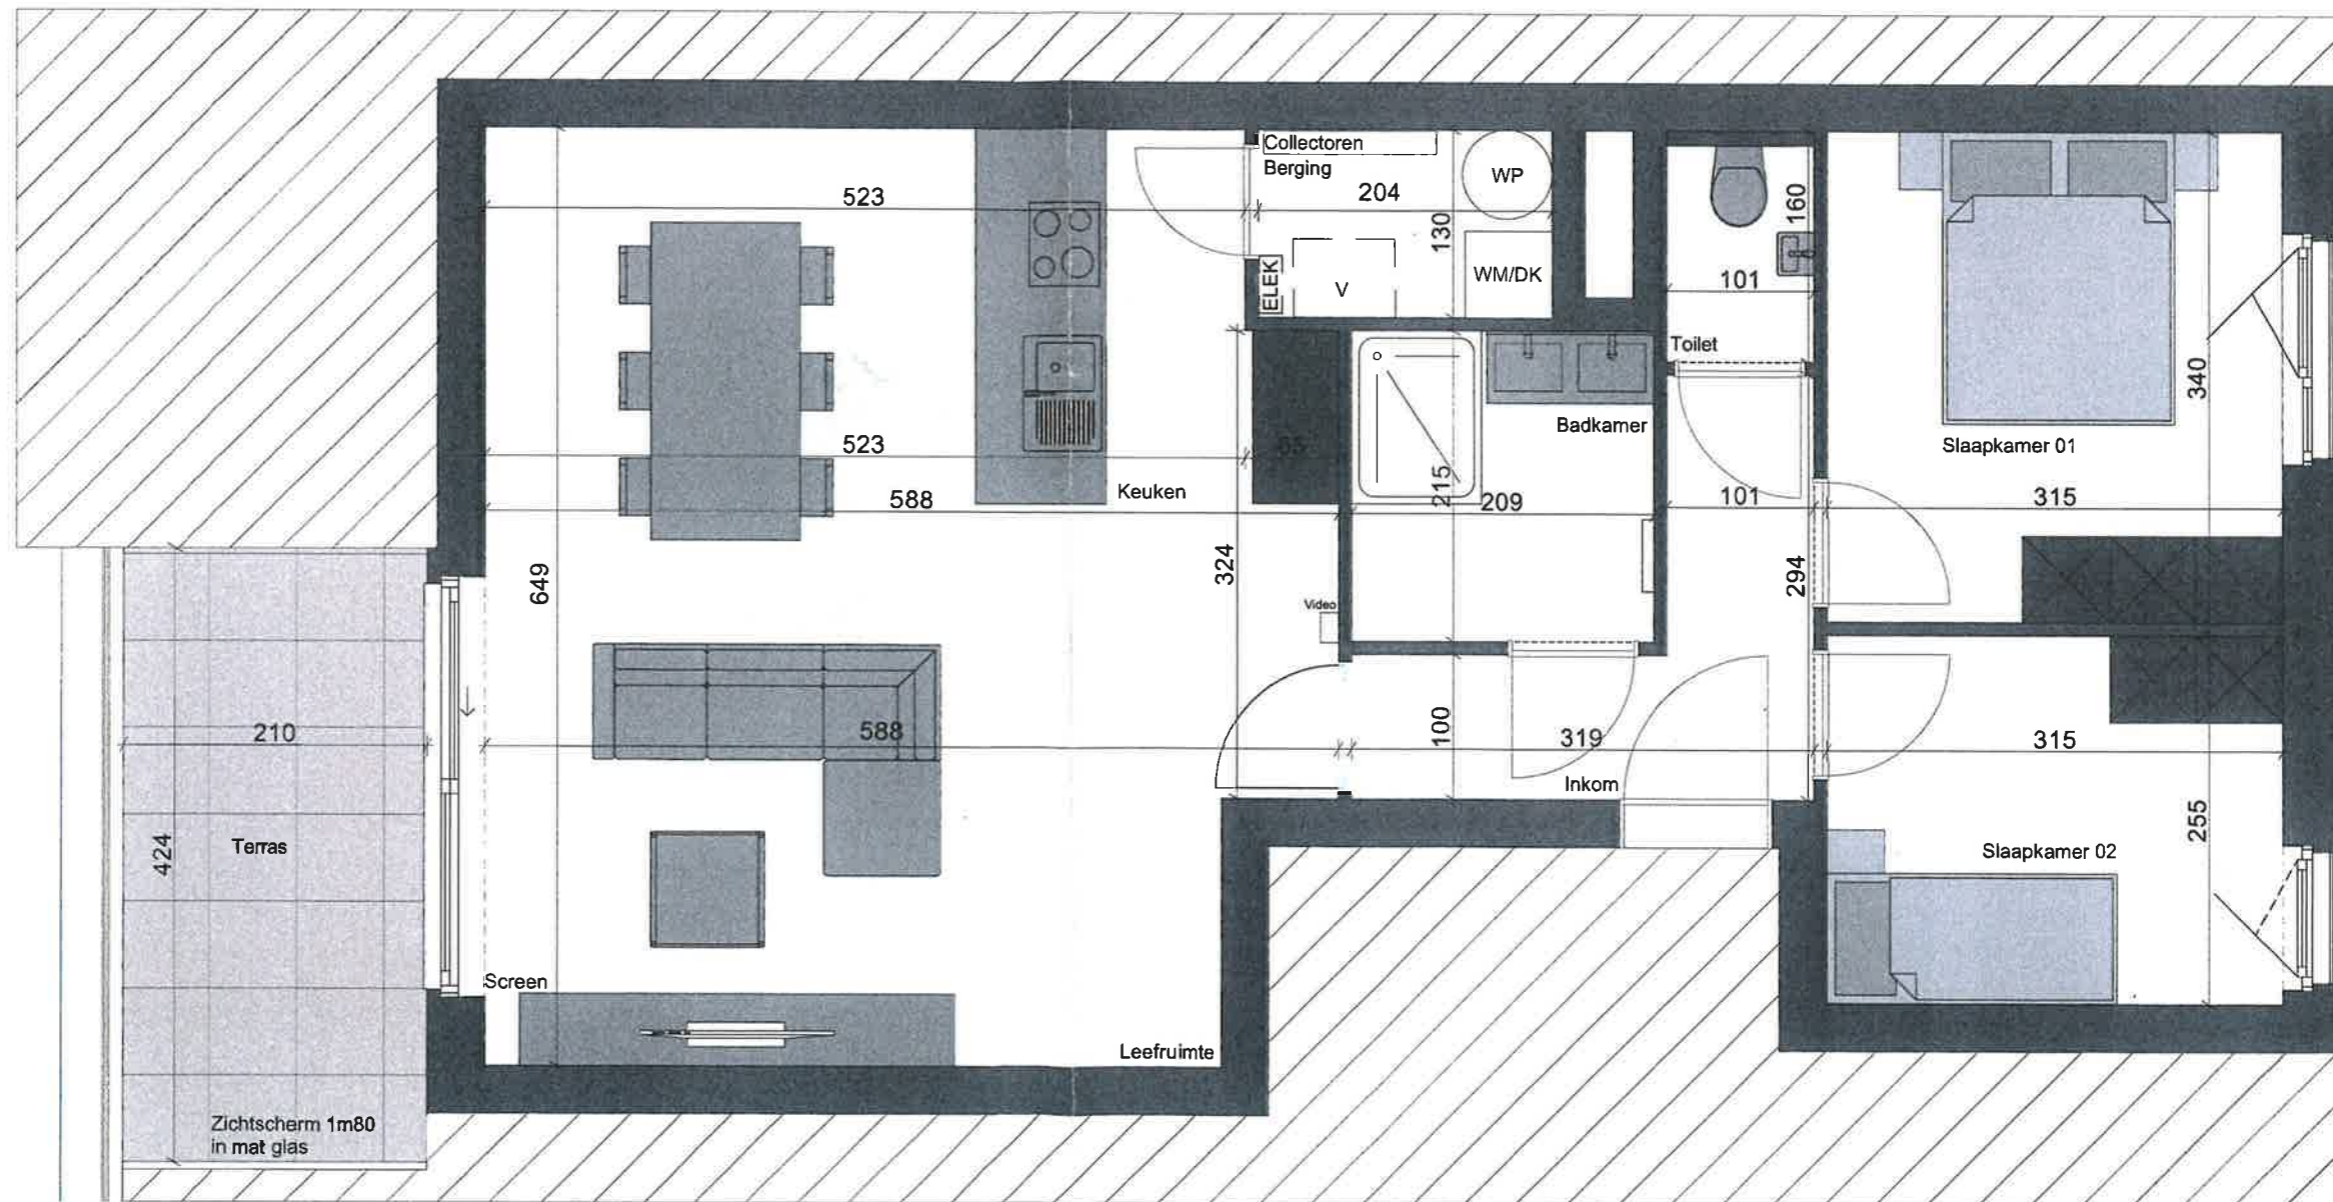 Collectoren
Berging
WP
523
204
130
160
ELEK
V
WM/DK
101
Toilet
340
Badkamer
Slaapkamer 01
523
65
Keuken
215
588
209
101
315
649
324
294
Video
210
588
100
319
315
Inkom
424
Terras
255
Slaapkamer 02
Screen
Leefruimte
Zichtscherm 1m80
in mat glas